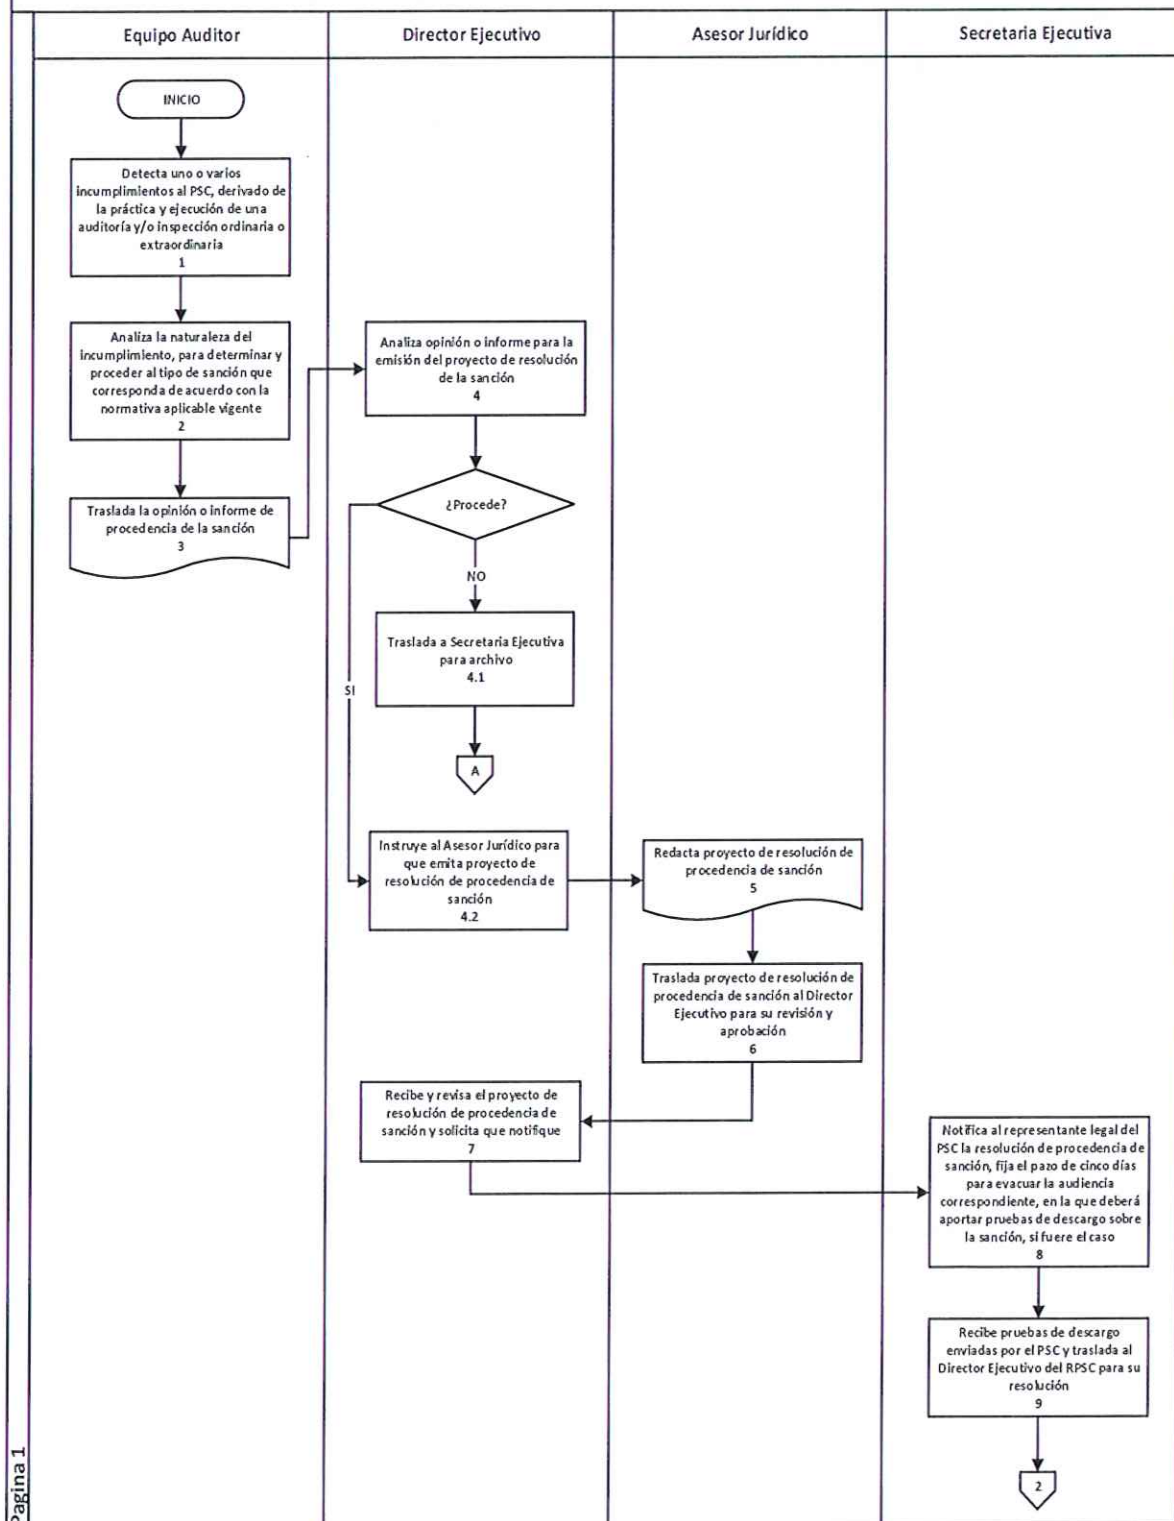 Equipo Auditor
Director Ejecutivo
Asesor Jurídico
Secretaria Ejecutiva
INICIO
Detecta uno o varios
incumplimientos al PSC, derivado de
la práctica y ejecución de una
auditoría y/o inspección ordinaria o
extraordinaria
1
Analiza la naturaleza del
incumplimiento, para determinar y
proceder al tipo de sanción que
corresponda de acuerdo con la
normativa aplicable vigente
2
Traslada la opinión o informe de
procedencia de la sanción
3
Analiza opinión o informe para la
emisión del proyecto de resolución
de la sanción
4
¿Procede?
NO
Traslada a Secretaria Ejecutiva
para archivo
4.1
SI
A
Instruye al Asesor Jurídico para
que emita proyecto de
resolución de procedencia de
sanción
4.2
Redacta proyecto de resolución de
procedencia de sanción
5
Traslada proyecto de resolución de
procedencia de sanción al Director
Ejecutivo para su revisión y
aprobación
6
Recibe y revisa el proyecto de
resolución de procedencia de
sanción y solicita que notifique
7
Notifica al representante legal del
PSC la resolución de procedencia de
sanción, fija el pazo de cinco días
para evacuar la audiencia
correspondiente, en la que deberá
aportar pruebas de descargo sobre
la sanción, si fuere el caso
8
Recibe pruebas de descargo
enviadas por el PSC y traslada al
Director Ejecutivo del RPSC para su
resolución
9
2
Pagina 1